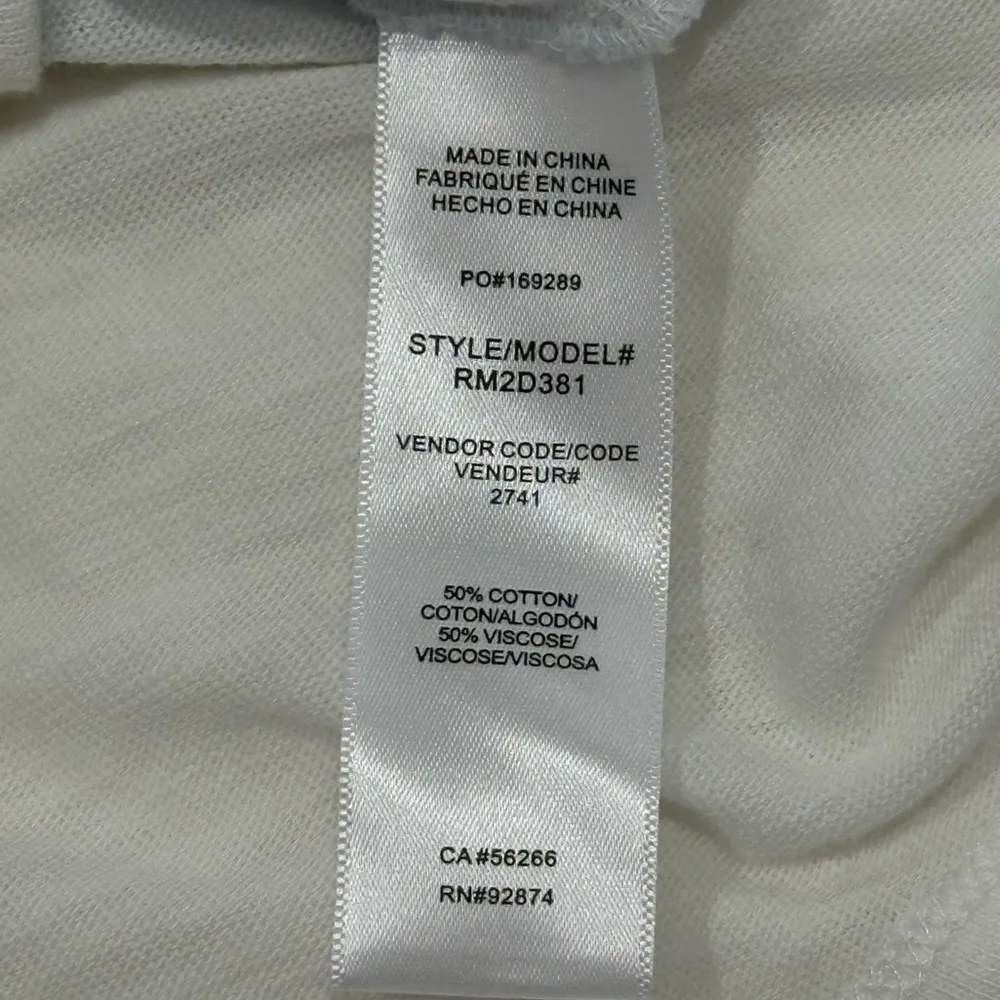 MADE IN CHINA
FABRIQUÉ EN CHINE
HECHO EN CHINA
PO#169289
STYLE/MODEL#
RM2D381
VENDOR CODE/CODE
VENDEUR#
2741
50% COTTON/
COTON/ALGODÓN
50% VISCOSE/
VISCOSE/VISCOSA
CA#56266
RN#92874